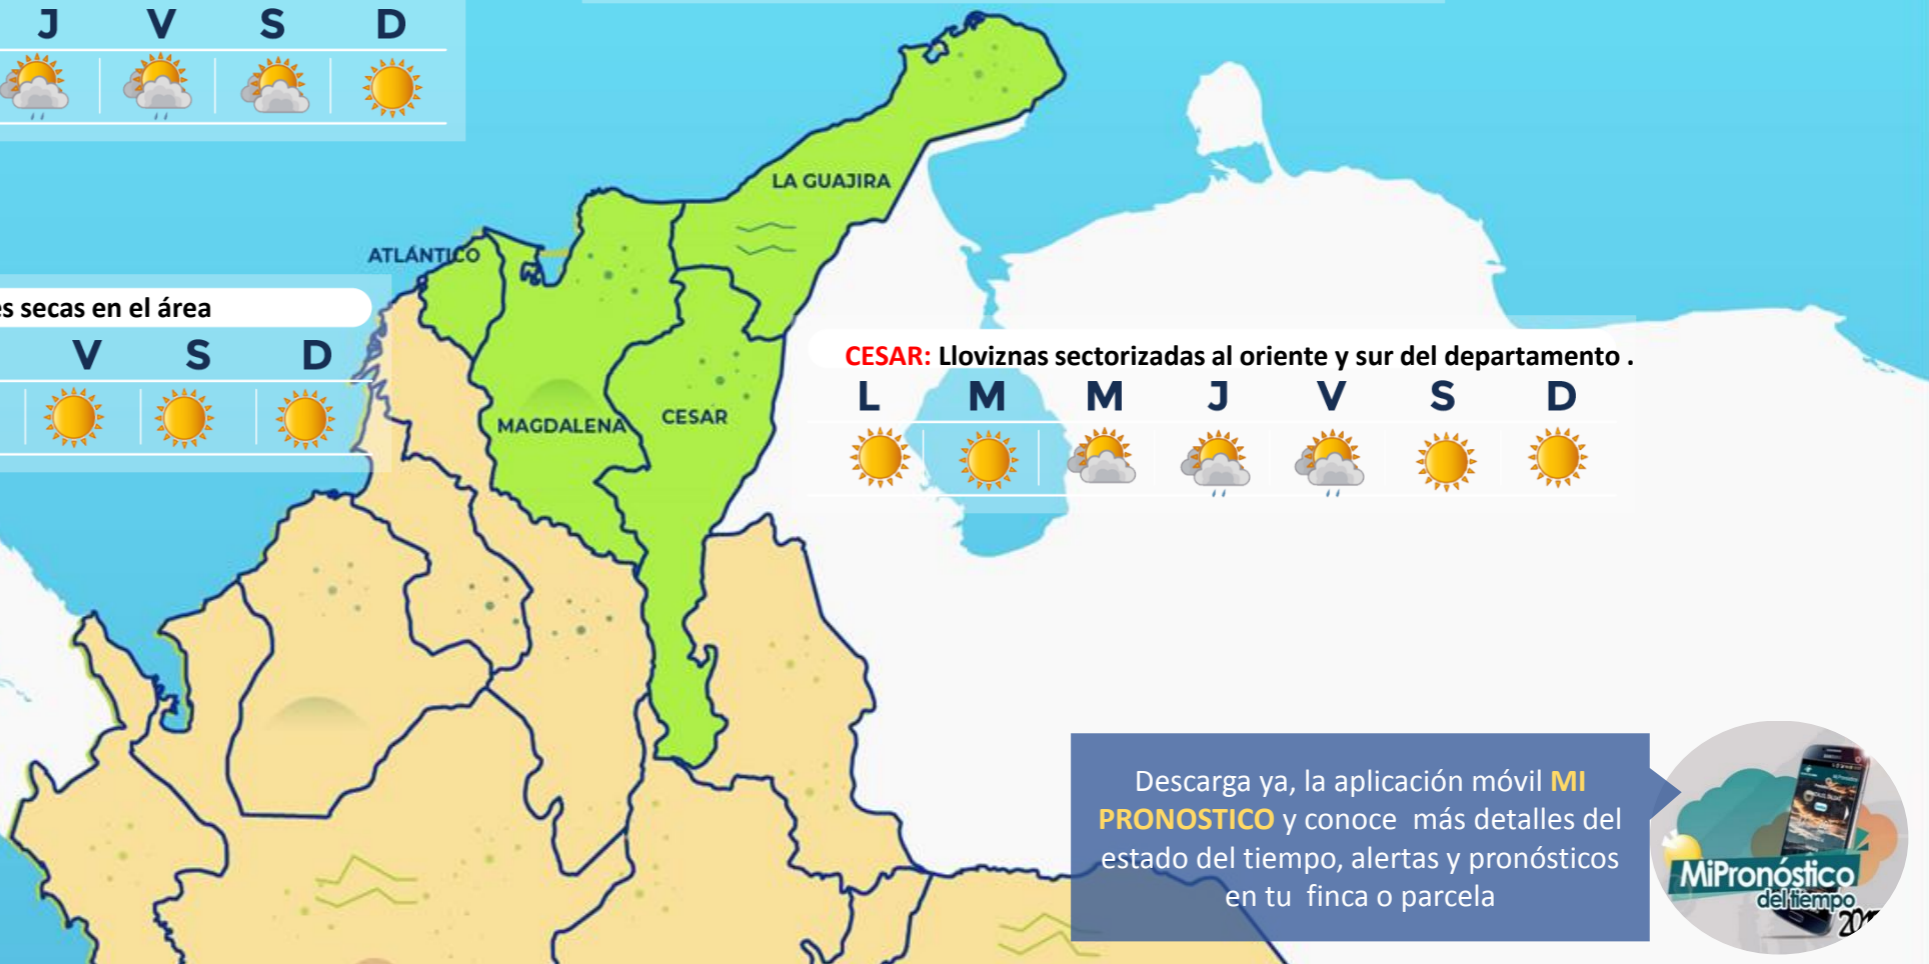 J V S D
LA GUAJIRA
ATLÁNTICO
es secas en el área
V S D
CESAR: Lloviznas sectorizadas al oriente y sur del departamento .
L M M J V S D
MAGDALENA
CESAR
Descarga ya, la aplicación móvil MI
PRONOSTICO y conoce más detalles del
estado del tiempo, alertas y pronósticos
en tu finca o parcela
MiPronóstico
del tiempo